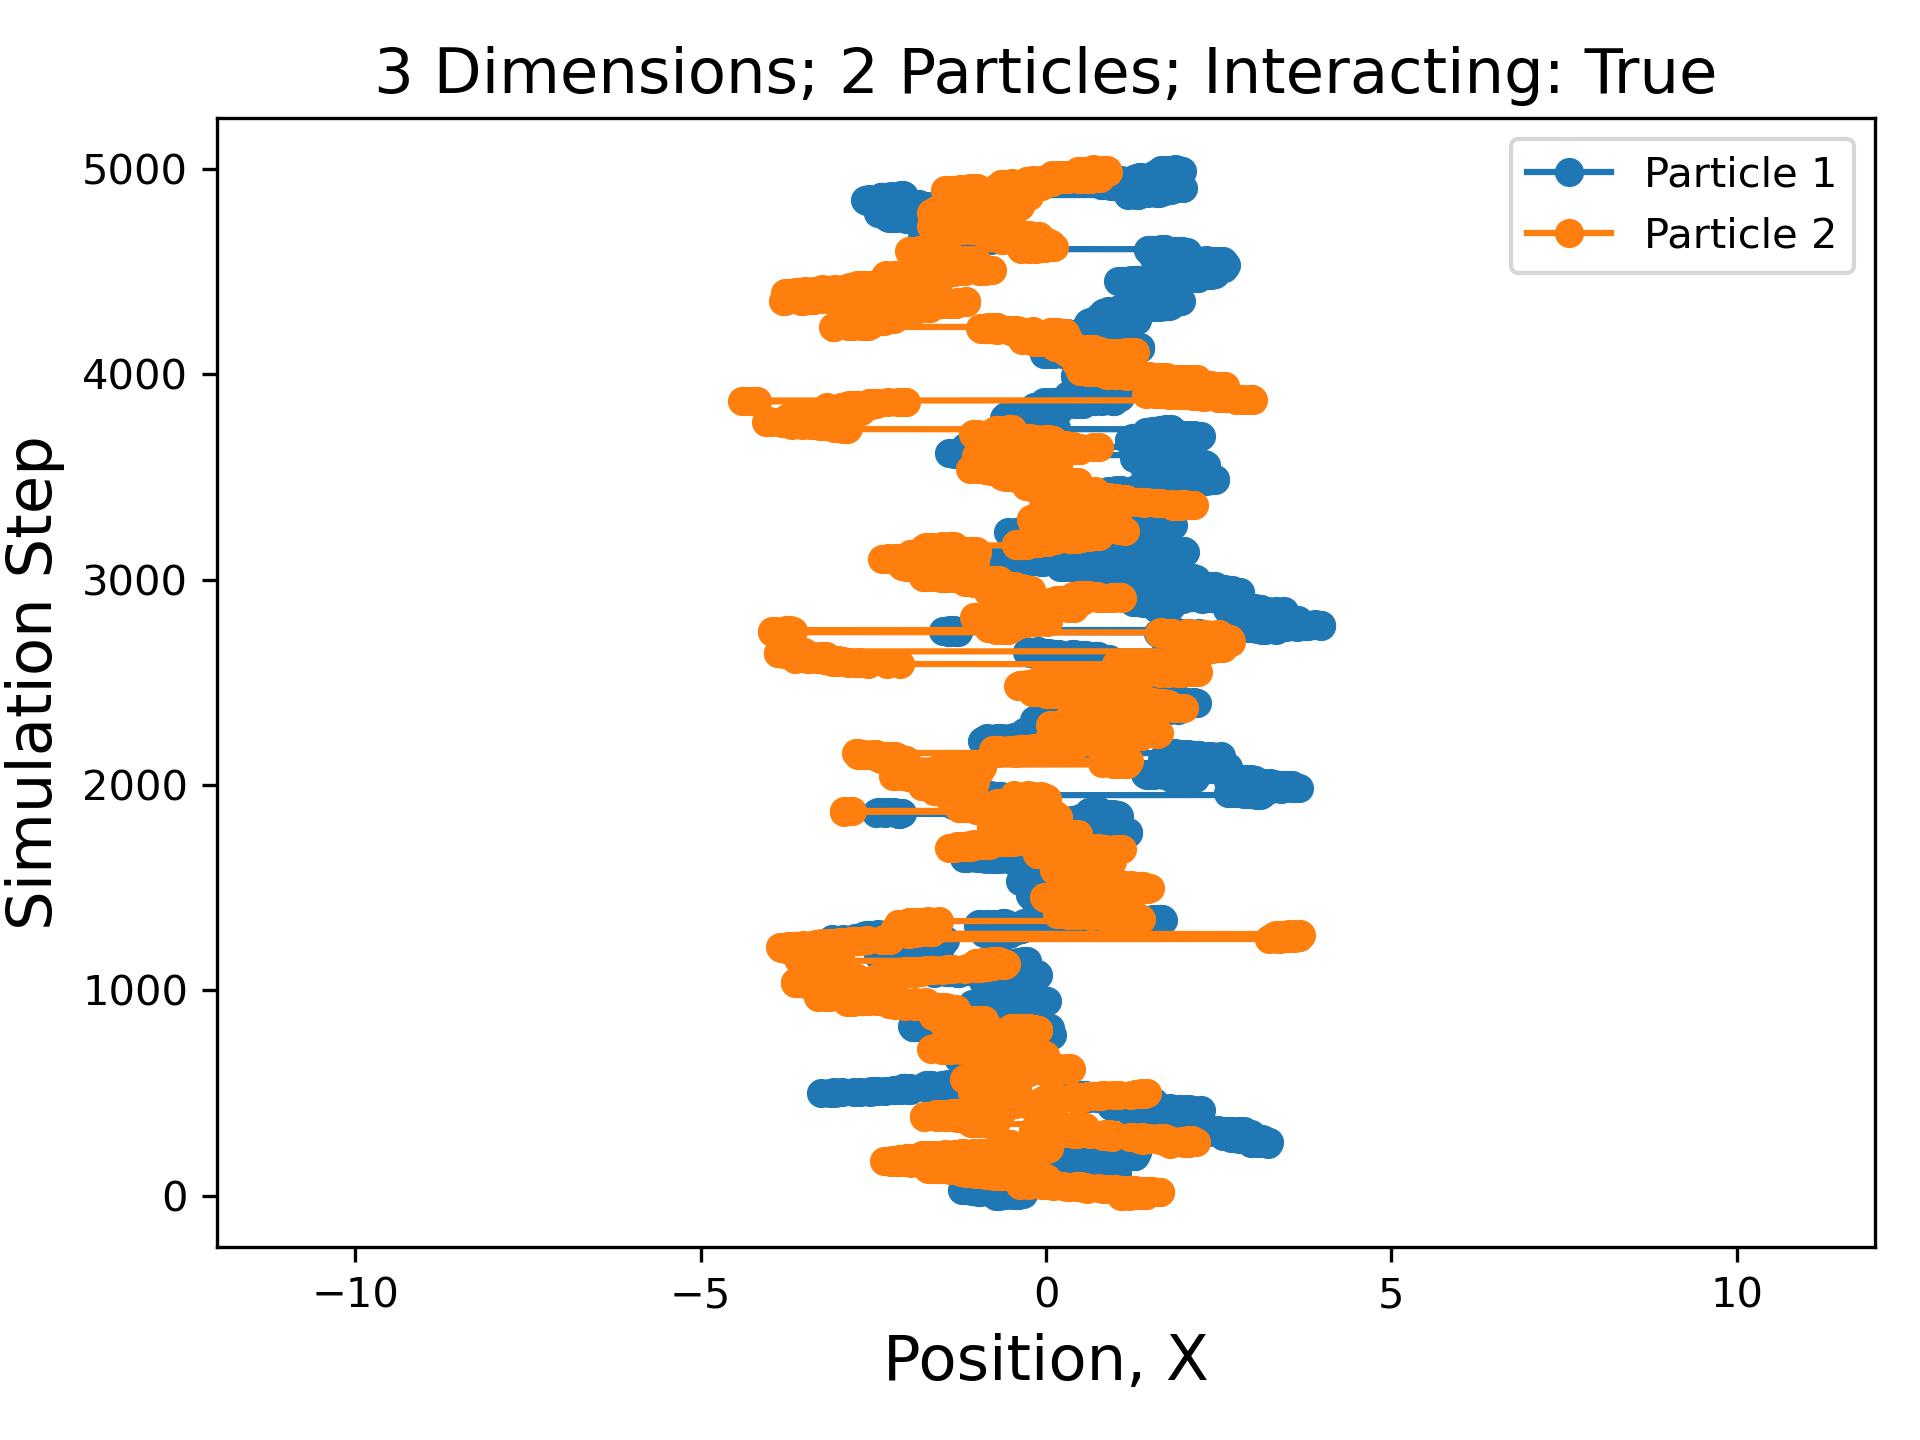 3 Dimensions; 2 Particles; Interacting: True
Particle 1
Particle 2
5000
4000
3000
2000
1000
0
Simulation Step
−10
−5
0
5
10
Position, X